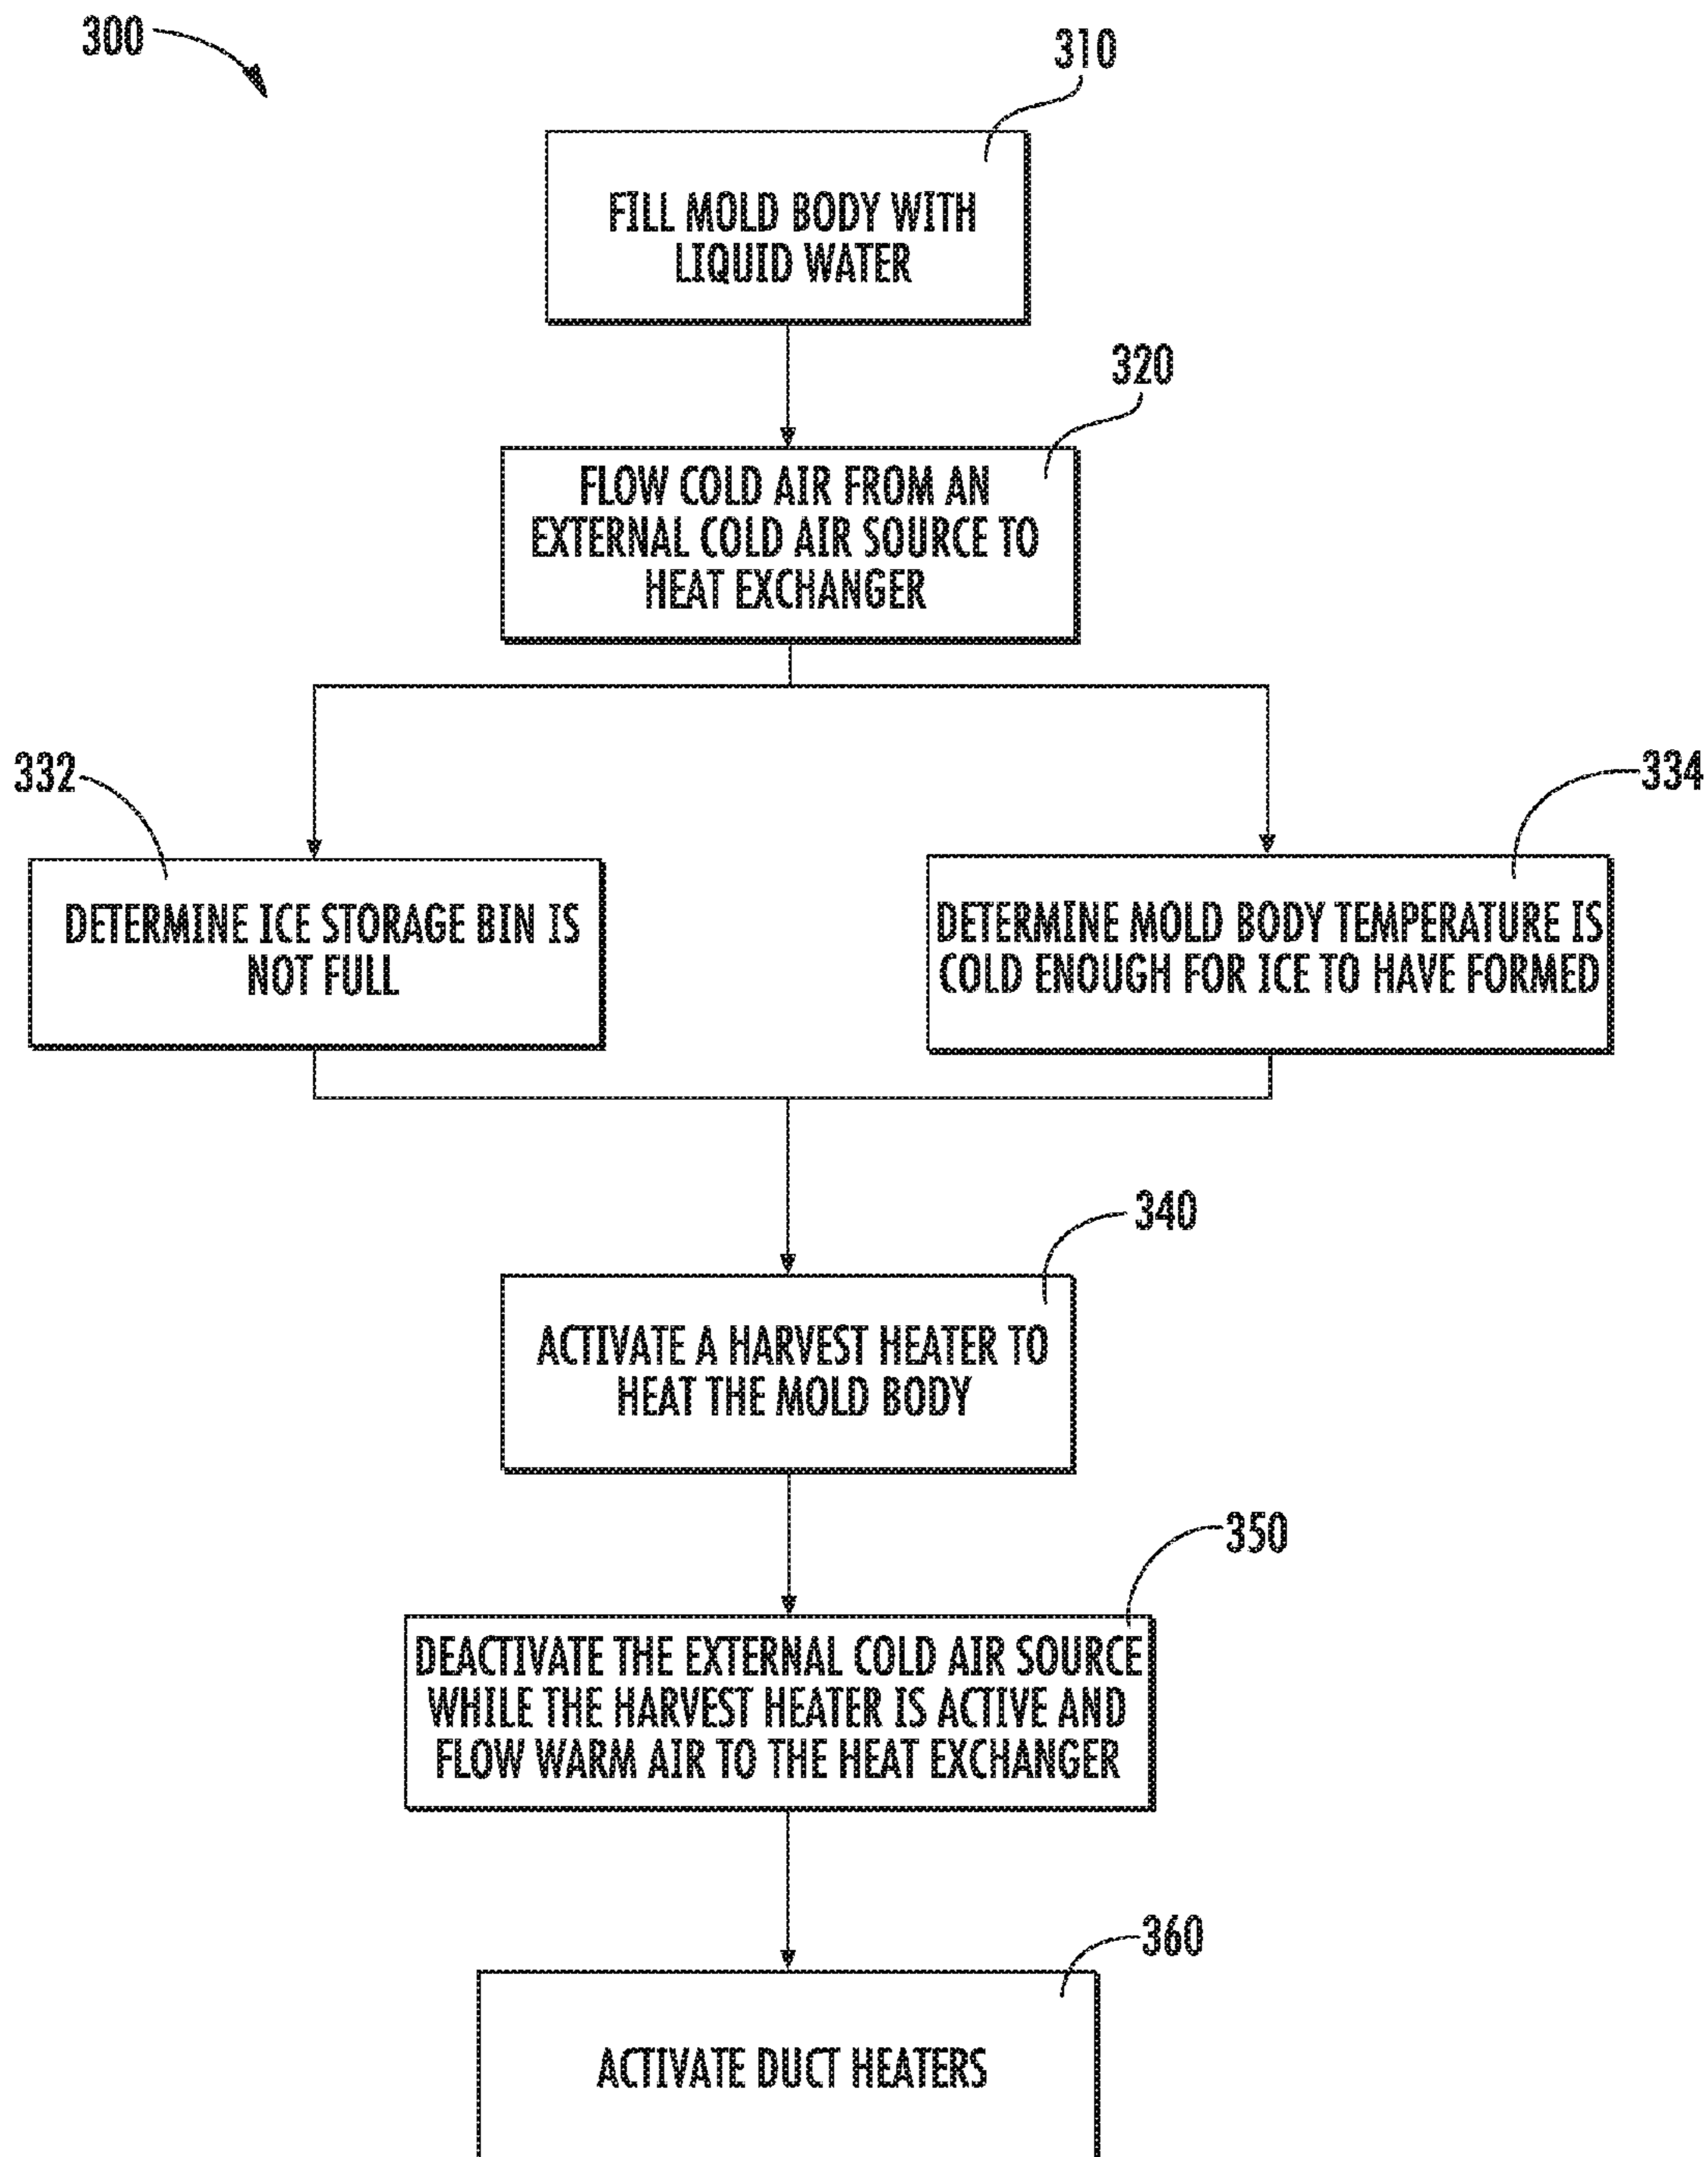 300
310
FILL MOLD BODY WITH
LIQUID WATER
320
FLOW COLD AIR FROM AN
EXTERNAL COLD AIR SOURCE TO
HEAT EXCHANGER
332
334
DETERMINE ICE STORAGE BIN IS
NOT FULL
DETERMINE MOLD BODY TEMPERATURE IS
COLD ENOUGH FOR ICE TO HAVE FORMED
340
ACTIVATE A HARVEST HEATER TO
HEAT THE MOLD BODY
350
DEACTIVATE THE EXTERNAL COLD AIR SOURCE
WHILE THE HARVEST HEATER IS ACTIVE AND
FLOW WARM AIR TO THE HEAT EXCHANGER
360
ACTIVATE DUCT HEATERS